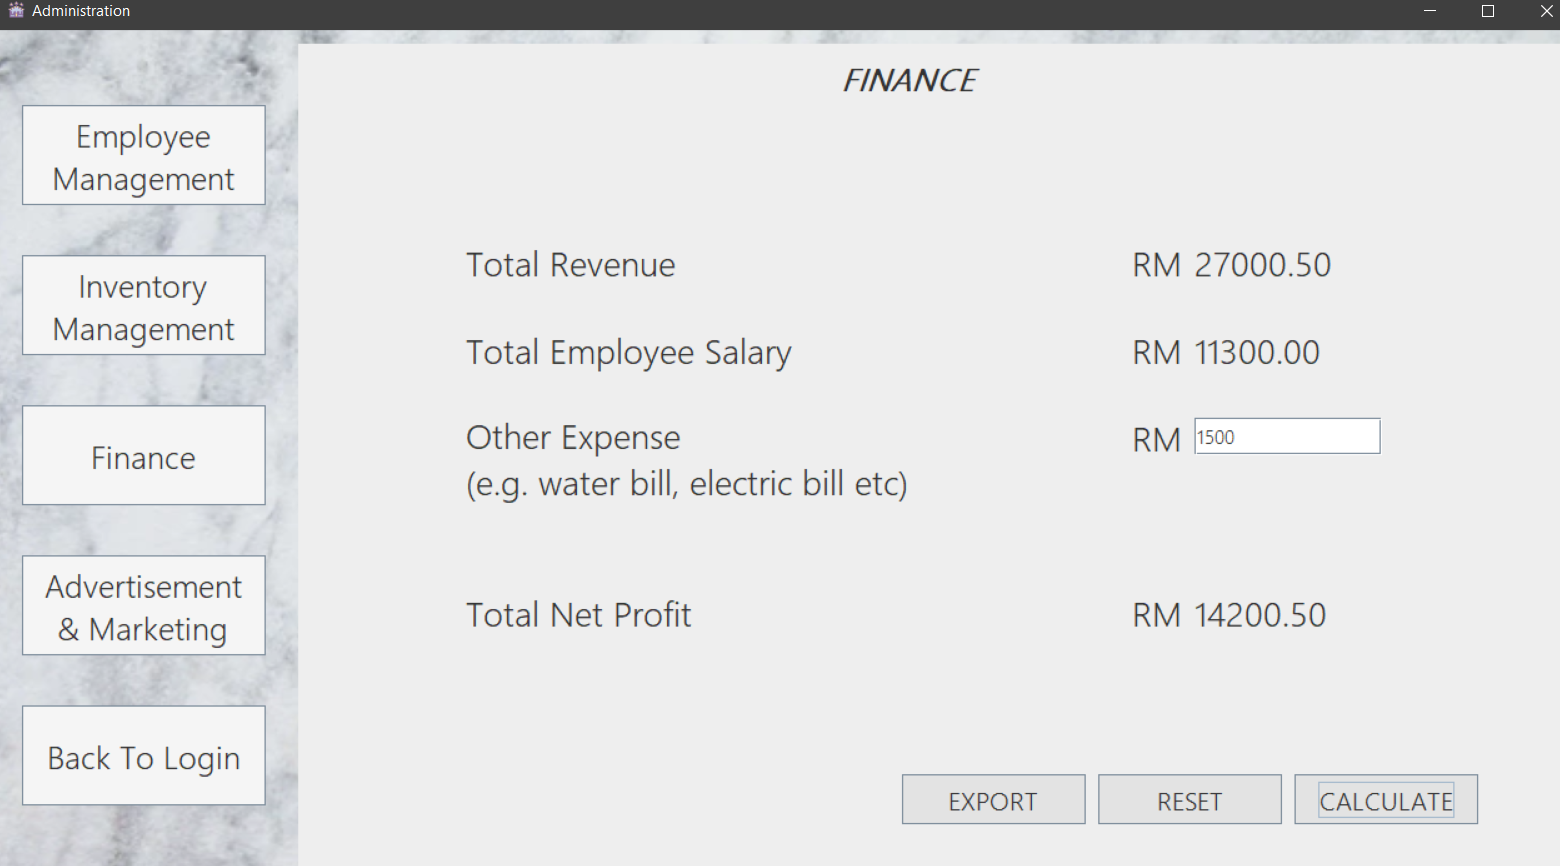 Administration
FINANCE
Employee
Management
Inventory
Management
Finance
Advertisement
& Marketing
Back To Login
Total Revenue RM 27000.50
Total Employee Salary RM 11300.00
Other Expense RM 1500
(e.g. water bill, electric bill etc)
Total Net Profit RM 14200.50
EXPORT RESET CALCULATE